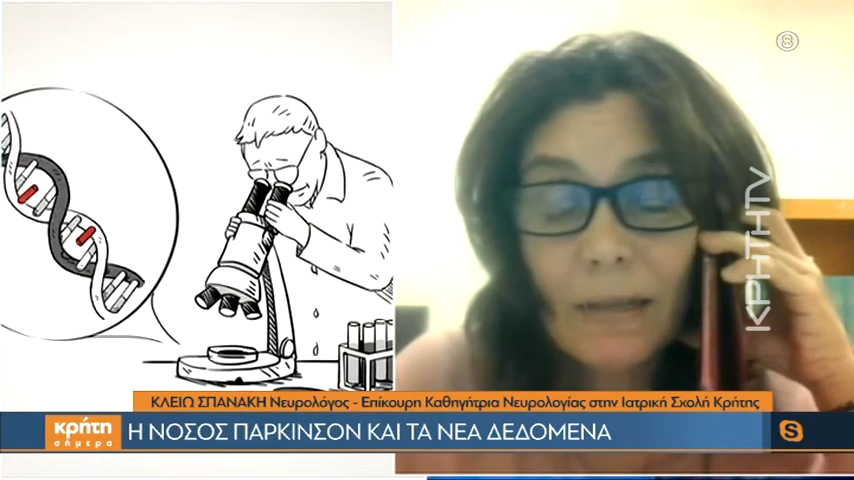 ΚΡΗΤΗTV
ΚΛΕΙΩ ΣΠΑΝΑΚΗ Νευρολόγος - Επίκουρη Καθηγήτρια Νευρολογίας στην Ιατρική Σχολή Κρήτης
κρήτη
σήμερα
Η ΝΟΣΟΣ ΠΑΡΚΙΝΣΟΝ ΚΑΙ ΤΑ ΝΕΑ ΔΕΔΟΜΕΝΑ
S
8